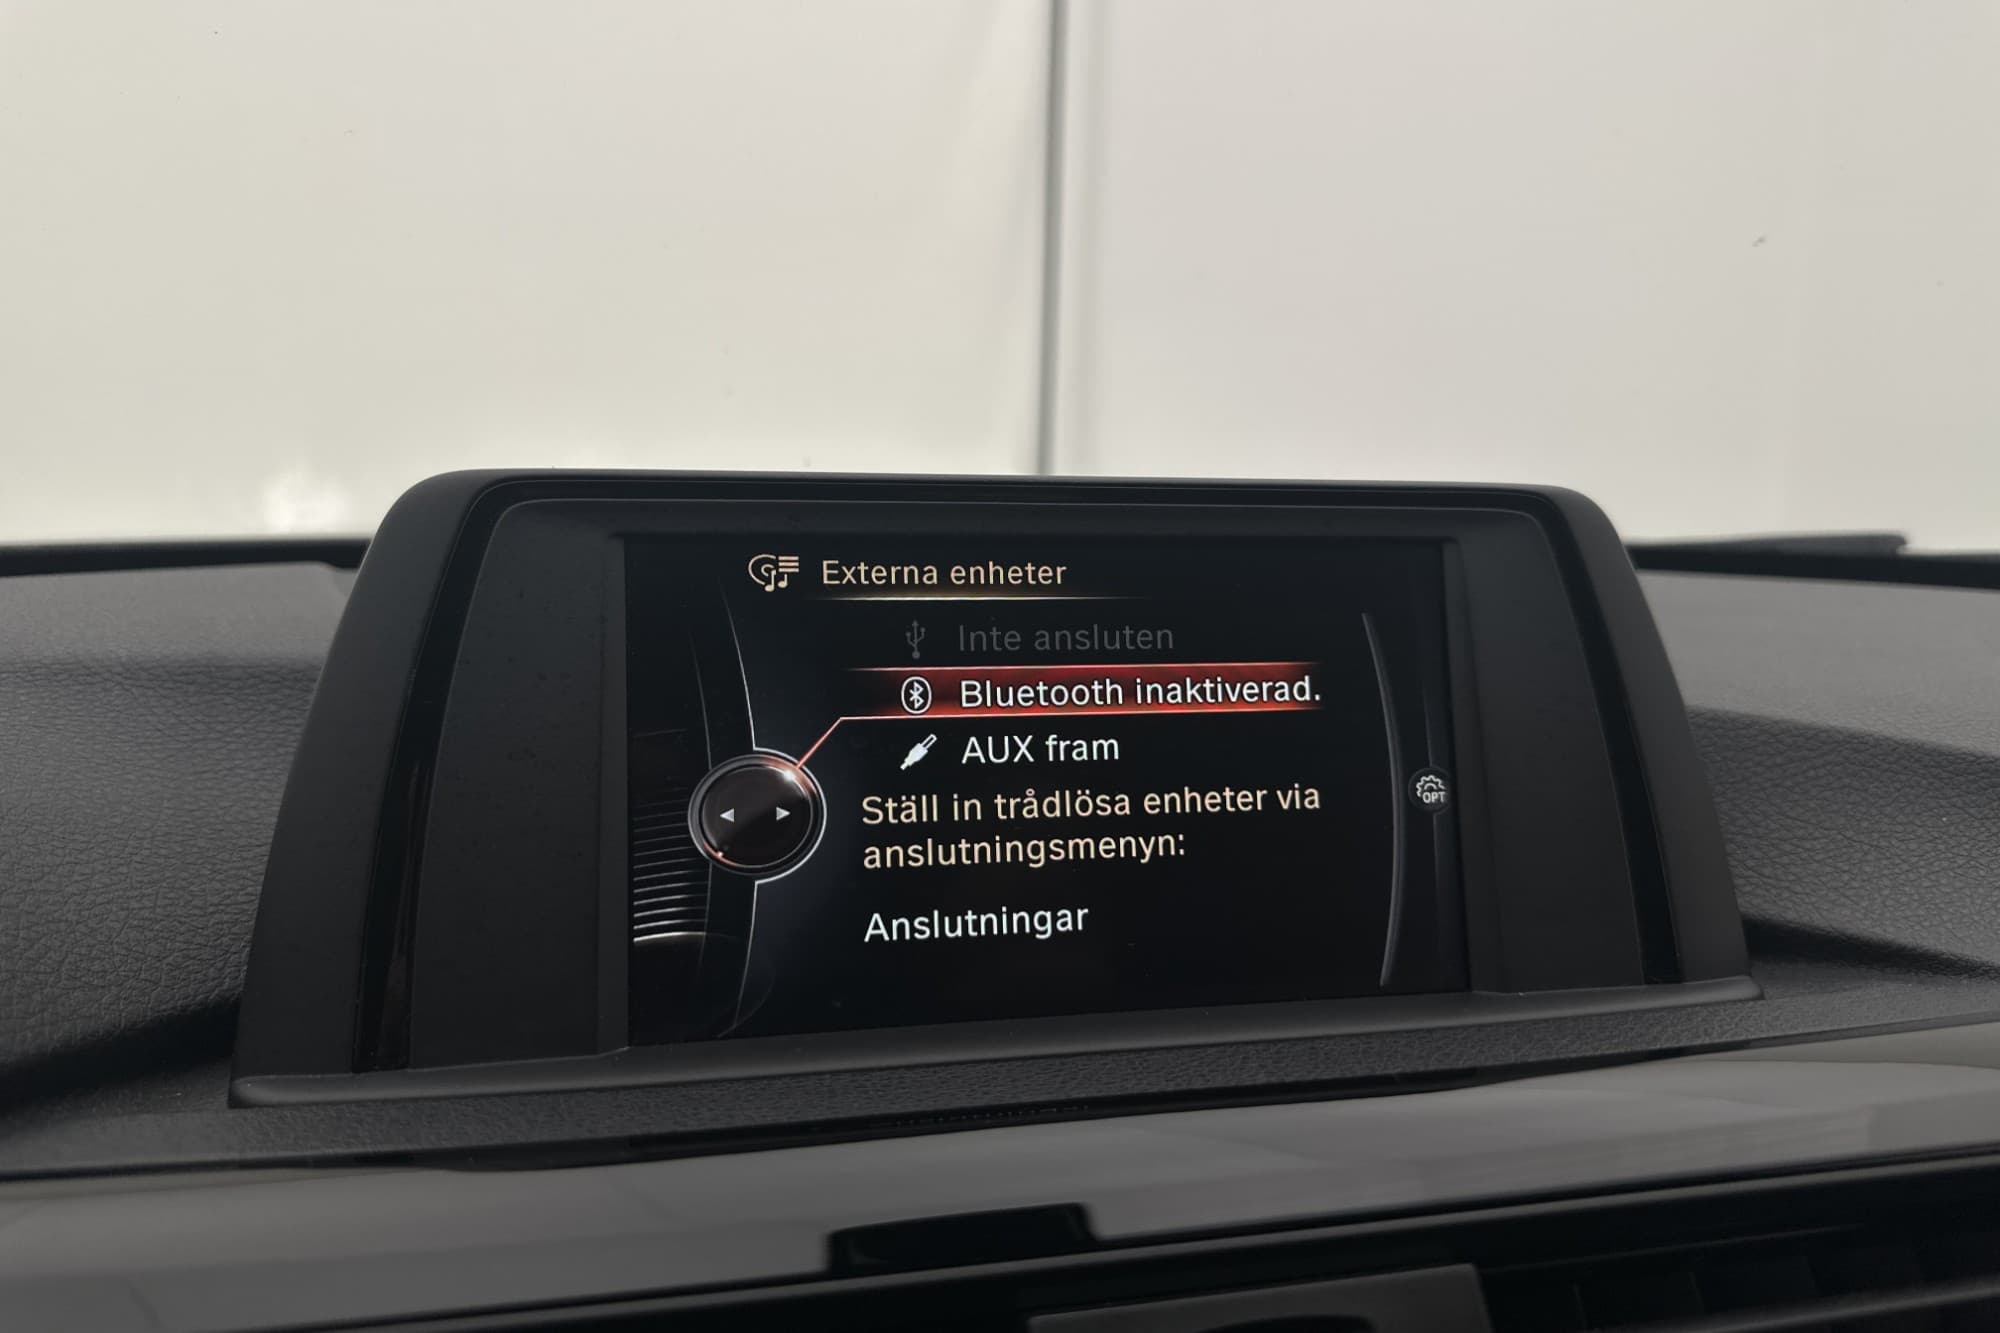 Externa enheter
Inte ansluten
Bluetooth inaktiverad.
AUX fram
OPT
Ställ in trådlösa enheter via
anslutningsmenyn:
Anslutningar